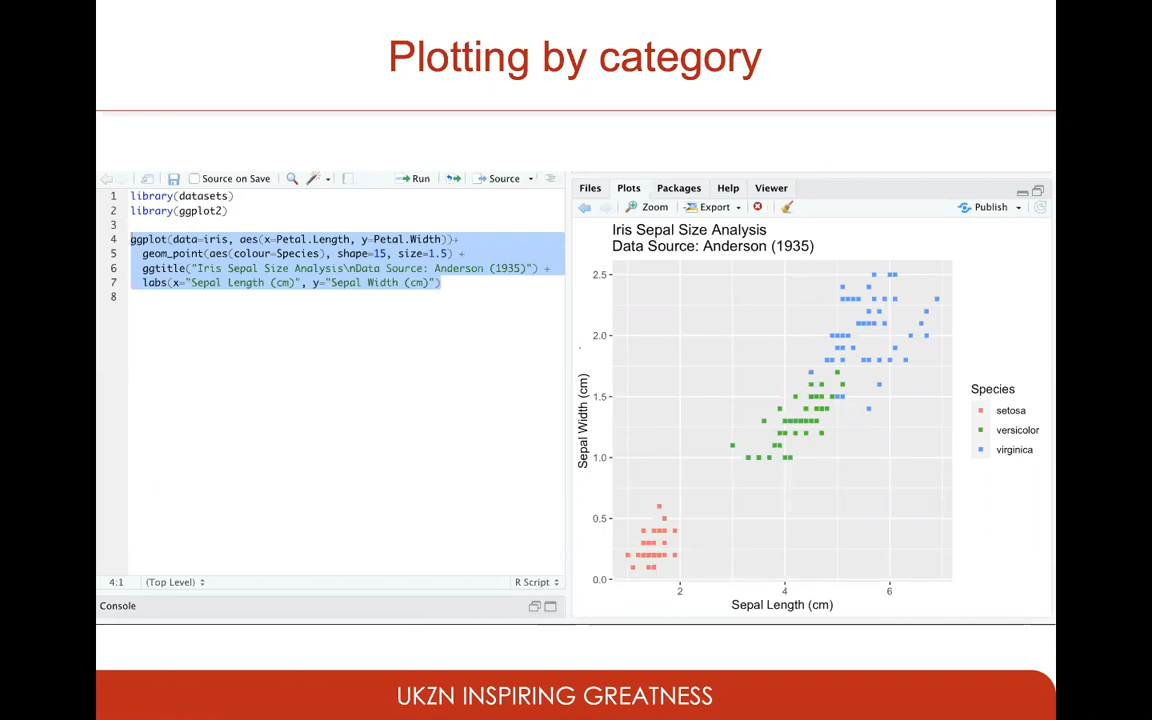 Plotting by category
Source on Save
Run
Source
1 library(datasets)
2 library(ggplot2)
3
4 ggplot(data=iris, aes(x=Petal.Length, y=Petal.Width))+
5 geom_point(aes(colour=Species), shape=15, size=1.5) +
6 ggtitle("Iris Sepal Size Analysis\nData Source: Anderson (1935)") +
7 labs(x="Sepal Length (cm)", y="Sepal Width (cm)")
8
4:1 (Top Level) R Script
Console
Files Plots Packages Help Viewer
Zoom Export Publish
Iris Sepal Size Analysis
Data Source: Anderson (1935)
2.5
2.0
1.5
1.0
0.5
0.0
Sepal Width (cm)
2 4 6
Sepal Length (cm)
Species
setosa
versicolor
virginica
UKZN INSPIRING GREATNESS